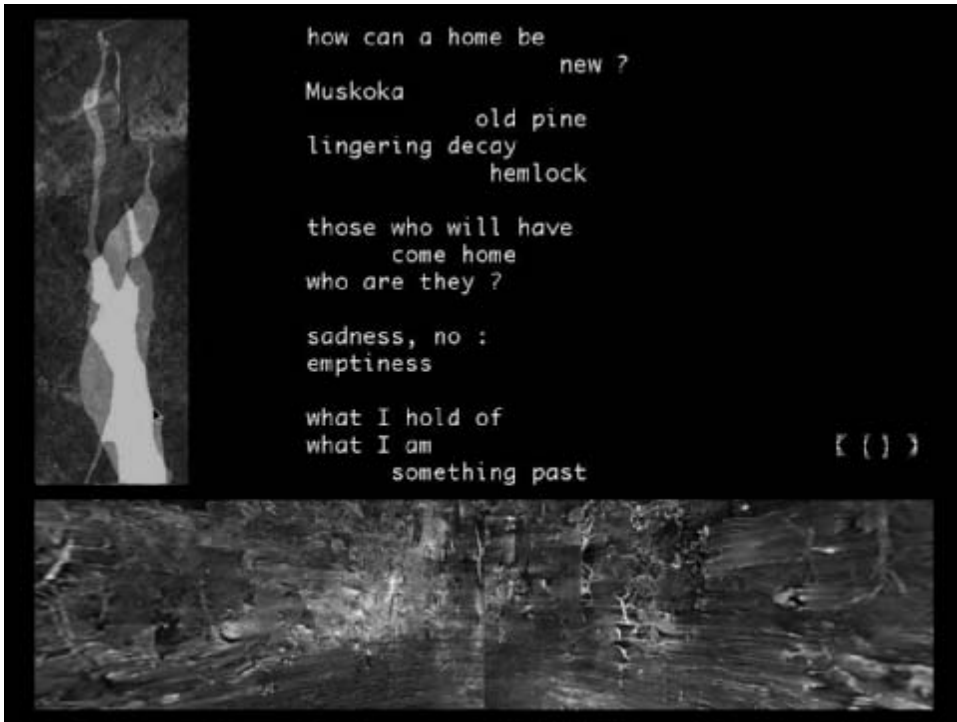 how can a home be
new ?
Muskoka
old pine
lingering decay
hemlock
those who will have
come home
who are they ?
sadness, no :
emptiness
what I hold of
what I am
something past
{ () }